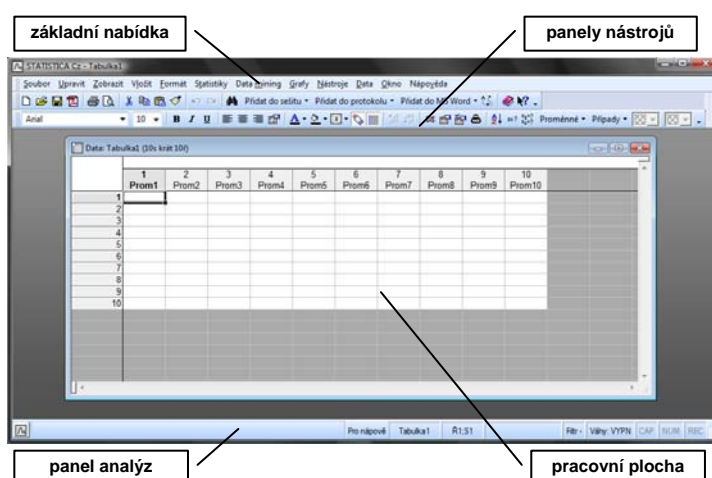 základní nabídka
panely nástrojů
STATISTICA Cz - Tabulka1
Soubor Upravit Zobrazit Vložit Formát Statistiky Data Mining Grafy Nástroje Data Okno Nápověda
Přidat do sešitu Přidat do protokolu Přidat do MS Word
Arial 10 B I U Proměnné Případy
Data: Tabulka1 (10s krát 10ř)
1 2 3 4 5 6 7 8 9 10
Prom1 Prom2 Prom3 Prom4 Prom5 Prom6 Prom7 Prom8 Prom9 Prom10
1
2
3
4
5
6
7
8
9
10
Pro nápově Tabulka1 Ř1;S1 Filtr Váhy: VYPN CAP NUM REC
panel analýz
pracovní plocha